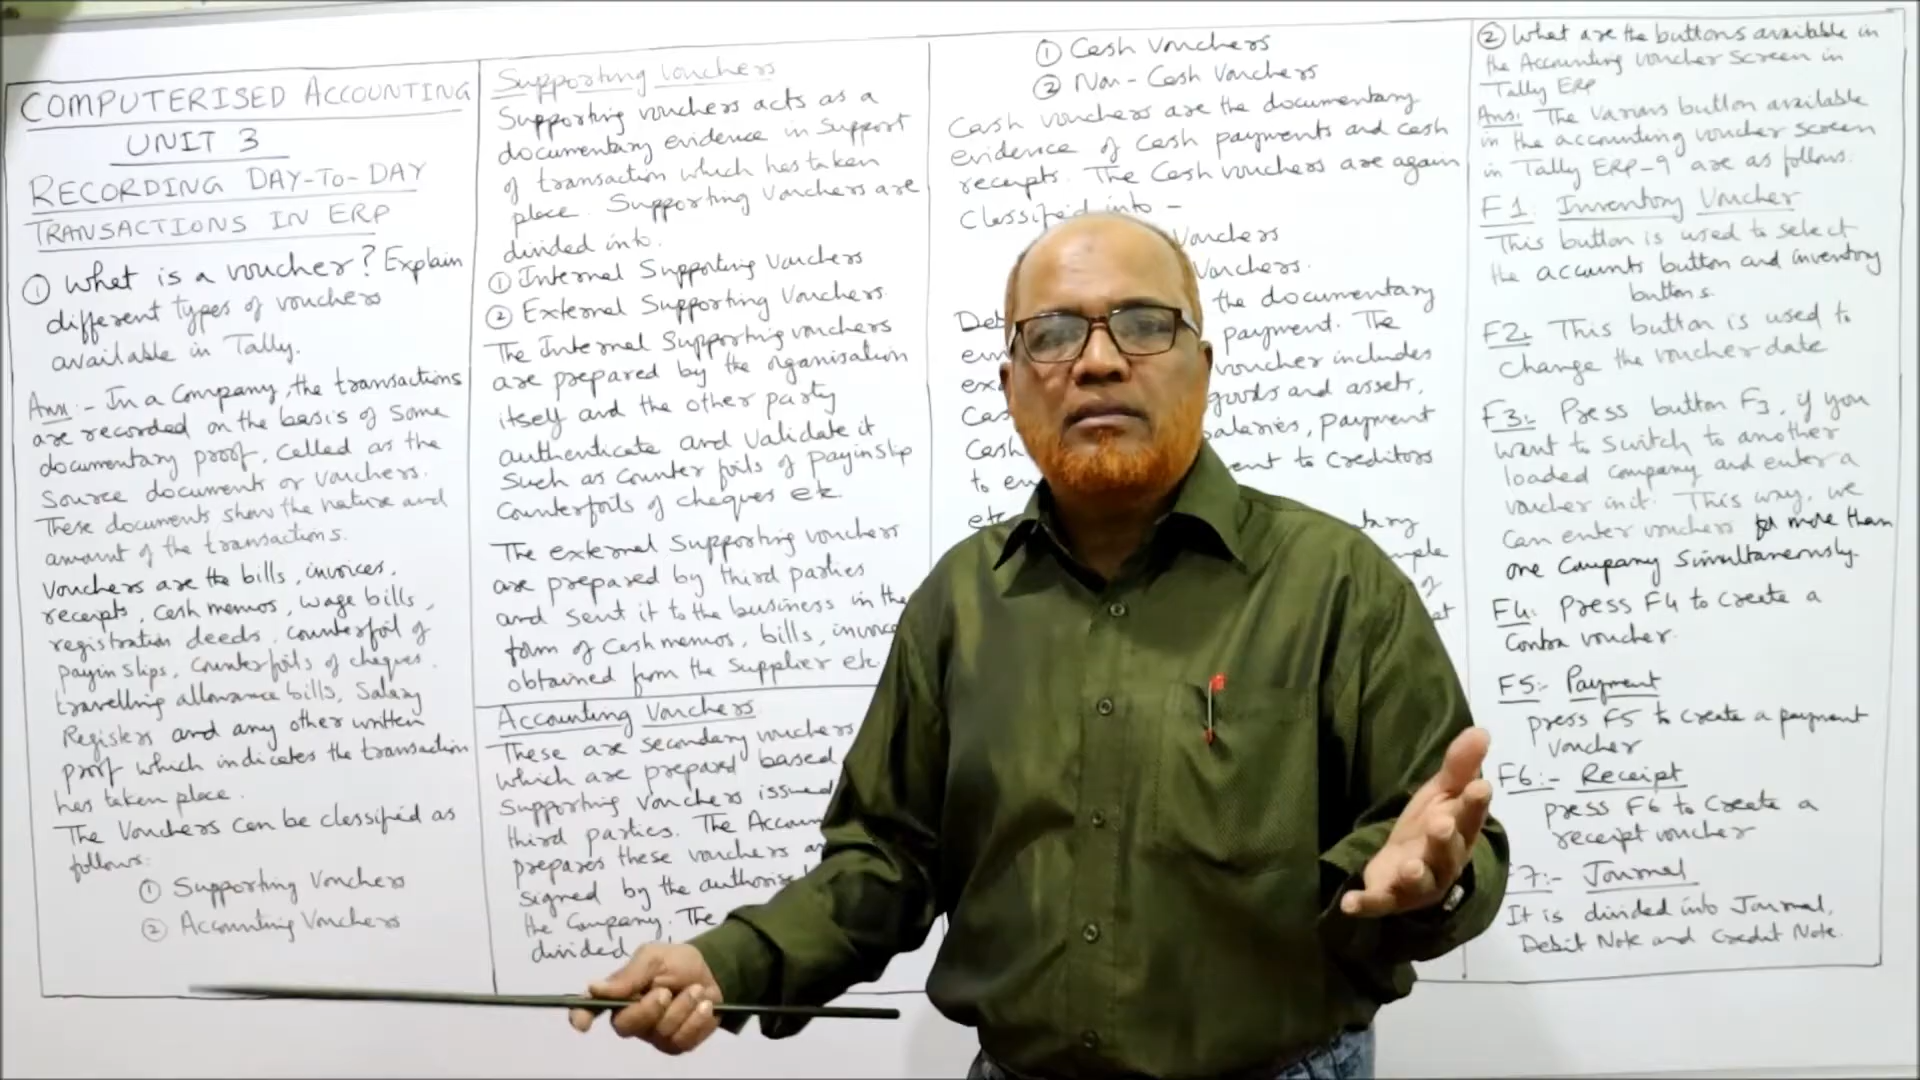 COMPUTERISED ACCOUNTING
UNIT 3
RECORDING DAY-TO-DAY
TRANSACTIONS IN ERP
① What is a voucher? Explain
different types of vouchers
available in Tally.
Ans:- In a Company, the transactions
are recorded on the basis of some
documentary proof, called as the
Source documents or vouchers.
These documents show the nature and
amount of the transactions.
Vouchers are the bills, invoices,
receipts, cash memos, wage bills,
registration deeds, counterfoil of
payin slips, counterfoils of cheques,
travelling allowance bills, Salary
Registers and any other written
proof which indicates the transaction
has taken place.
The Vouchers can be classified as
follows:
① Supporting Vouchers
② Accounting Vouchers
Supporting Vouchers
Supporting vouchers acts as a
documentary evidence in Support
of transaction which has taken
place. Supporting Vouchers are
divided into.
① Internal Supporting Vouchers
② External Supporting Vouchers
The Internal Supporting vouchers
are prepared by the organisation
itself and the other party
authenticate and validate it
Such as counter foils of payinslip
Counterfoils of cheques etc.
The external Supporting vouchers
are prepared by third parties
and sent it to the business in the
form of Cash memos, bills, invoice
obtained from the Supplier etc.
Accounting Vouchers
These are secondary vouchers
which are prepared based
Supporting vouchers issued
third parties. The
prepares these vouchers
signed by the
the Company. The
divided
① Cash Vouchers
② Non-Cash Vouchers
Cash vouchers are the documentary
evidence of Cash payments and cash
receipts. The Cash vouchers are again
Classified into -
Vouchers
Vouchers.
the documentary
payment. The
voucher includes
goods and assets,
Cash salaries, payment
to creditors
to
etc
of
② What are the buttons available in
the Accounting voucher Screen in
Tally ERP
Ans: The Various button available
in the accounting voucher screen
in Tally ERP-9 are as follows.
F1: Inventory Voucher
This button is used to select
the accounts button and inventory
buttons.
F2: This button is used to
change the voucher date
F3:- Press button F3, if you
want to switch to another
loaded company and enter a
voucher in it. This way, we
can enter vouchers for more than
one Company Simultaneously.
F4: Press F4 to Create a
Contra voucher.
F5:- Payment
press F5 to create a payment
voucher
F6:- Receipt
press F6 to Create a
receipt voucher
F7:- Journal
It is divided into Journal,
Debit Note and Credit Note.